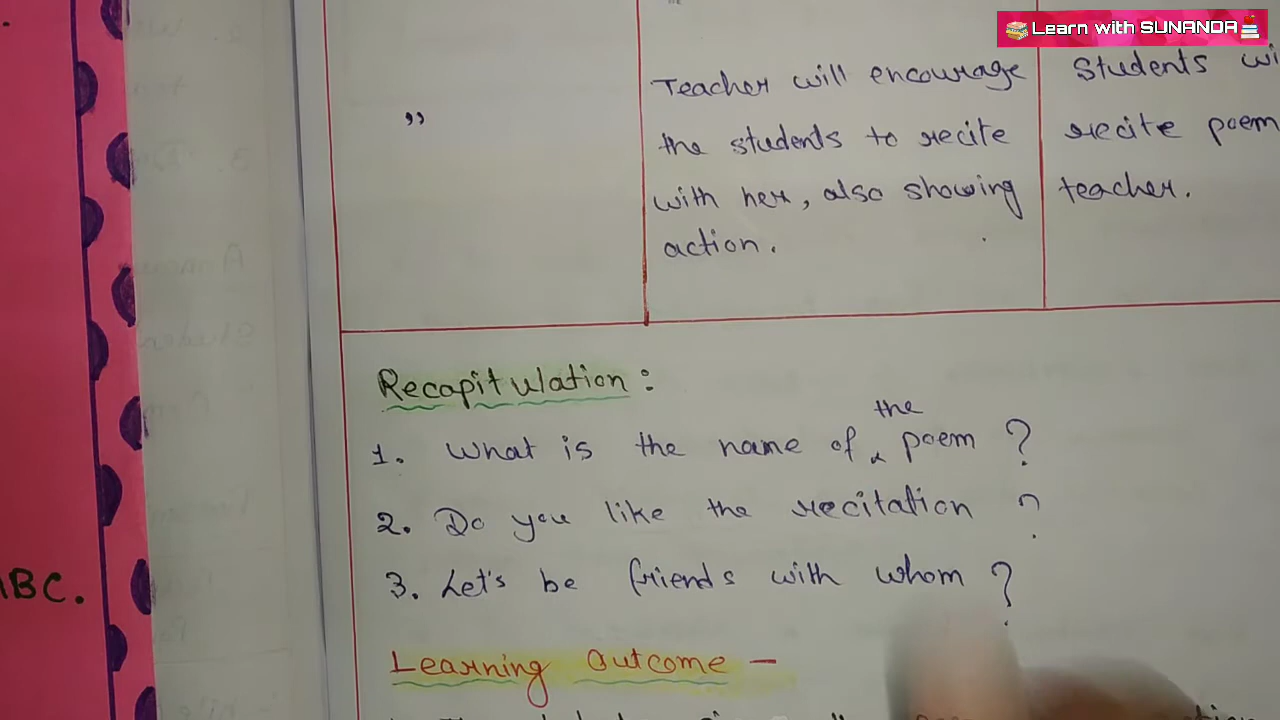 Learn with SUNANDA
Teacher will encourage
the students to recite
with her, also showing
action.
Students
recite poem
teacher.
"
Recapitulation :
1. What is the name of the poem ?
2. Do you like the recitation ?
3. Let's be friends with whom ?
ABC.
Learning outcome -